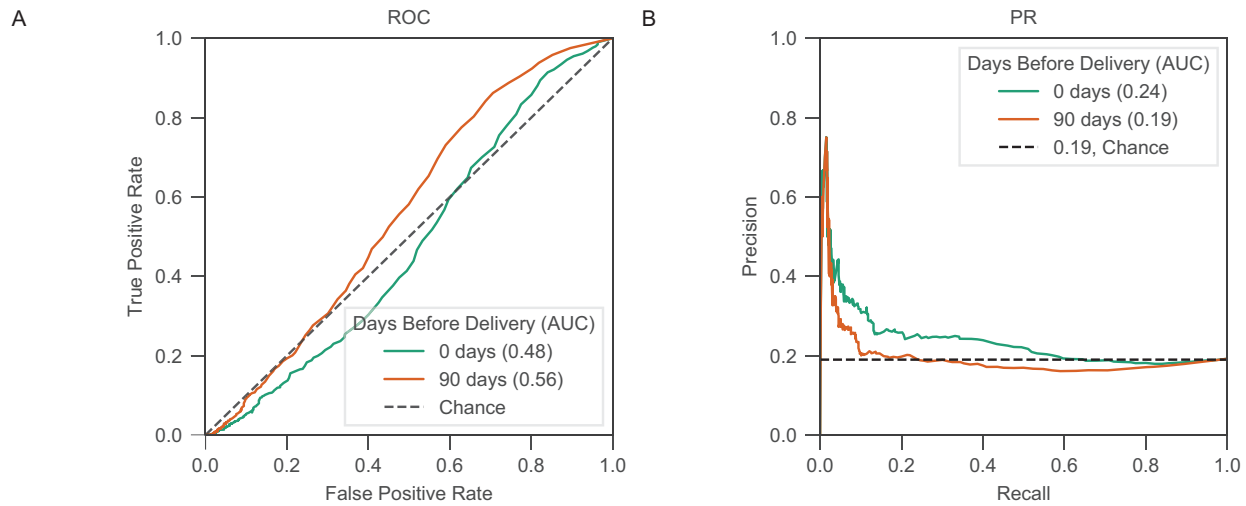 A
ROC
1.0
0.8
0.6
0.4
0.2
0.0
True Positive Rate
Days Before Delivery (AUC)
0 days (0.48)
90 days (0.56)
Chance
0.0 0.2 0.4 0.6 0.8 1.0
False Positive Rate
B
PR
1.0
0.8
0.6
0.4
0.2
0.0
Precision
Days Before Delivery (AUC)
0 days (0.24)
90 days (0.19)
0.19, Chance
0.0 0.2 0.4 0.6 0.8 1.0
Recall